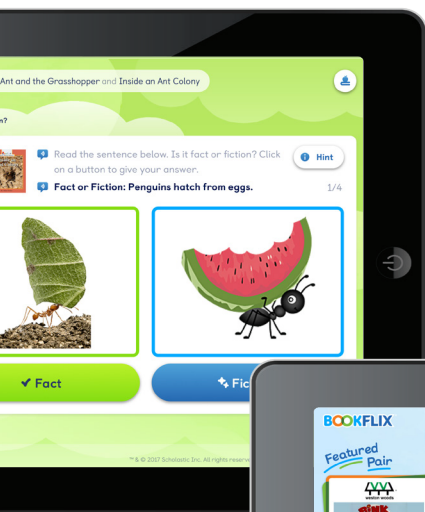 Ant and the Grasshopper and Inside an Ant Colony
n?
Read the sentence below. Is it fact or fiction? Click
on a button to give your answer.
Hint
Fact or Fiction: Penguins hatch from eggs.
1/4
Fact
Fic
™ & © 2017 Scholastic Inc. All rights reserve
BOOKFLIX
Featured
Pair
weston woods